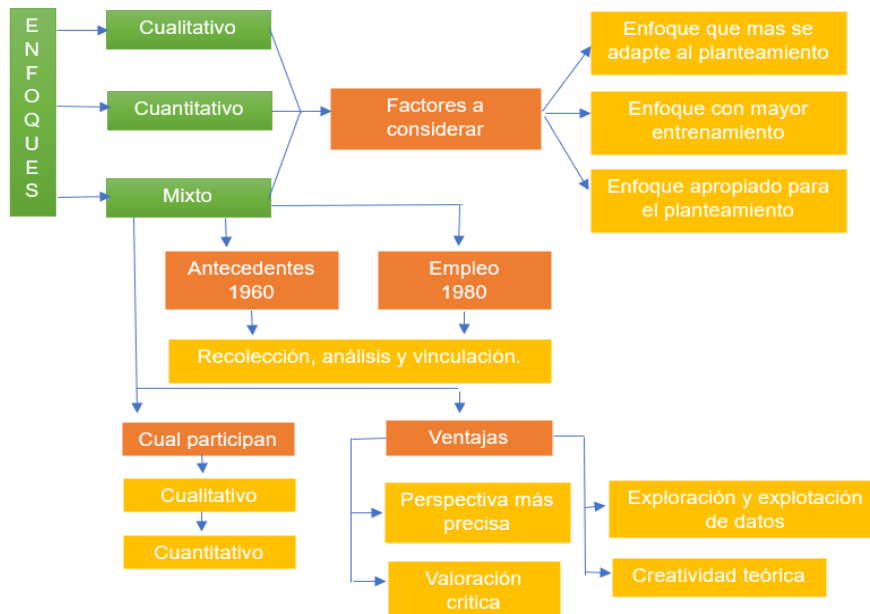 ENFOQUES
Cualitativo
Cuantitativo
Mixto
Factores a
considerar
Enfoque que mas se
adapte al planteamiento
Enfoque con mayor
entrenamiento
Enfoque apropiado para
el planteamiento
Antecedentes
1960
Empleo
1980
Recolección, análisis y vinculación.
Cual participan
Cualitativo
Cuantitativo
Ventajas
Perspectiva más
precisa
Valoración
critica
Exploración y explotación
de datos
Creatividad teórica